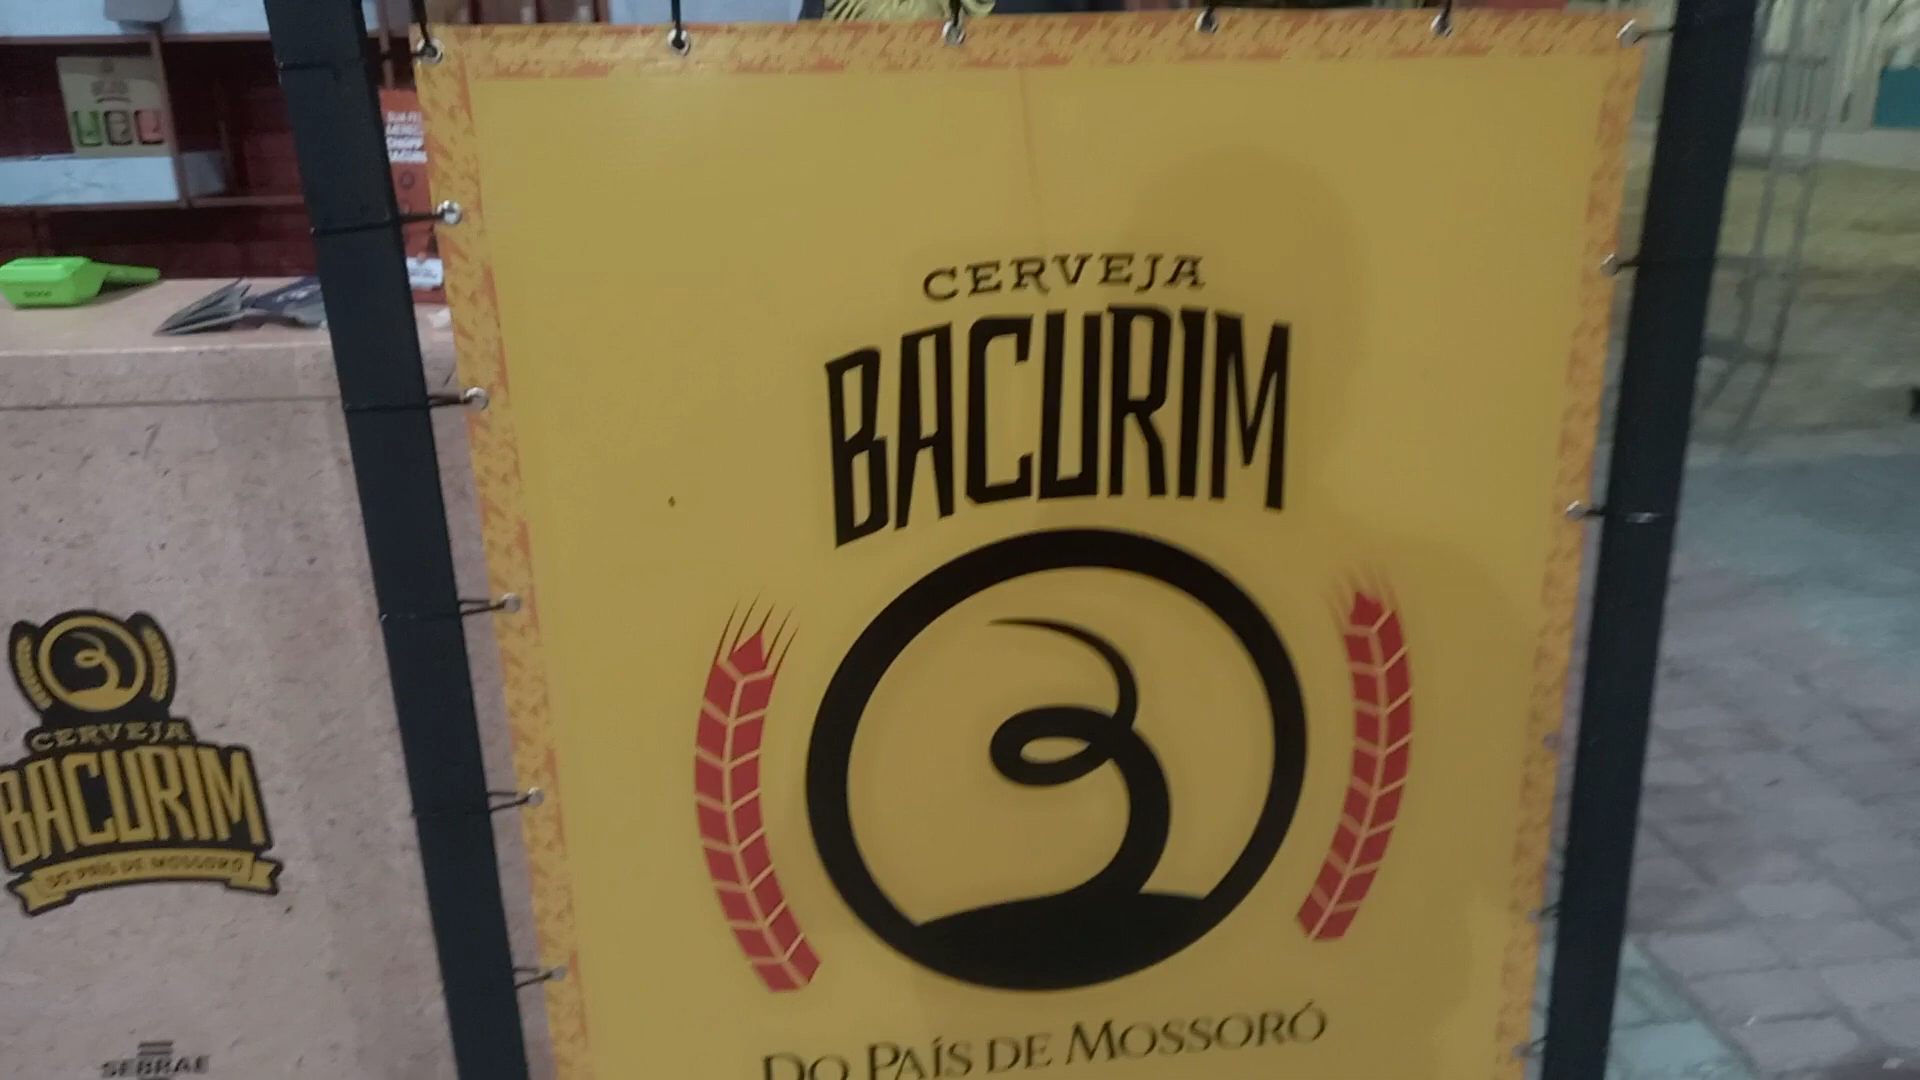 CERVEJA
BACURIM
DO PAÍS DE MOSSORÓ
CERVEJA
BACURIM
DO PAÍS DE MOSSORÓ
SEBRAE